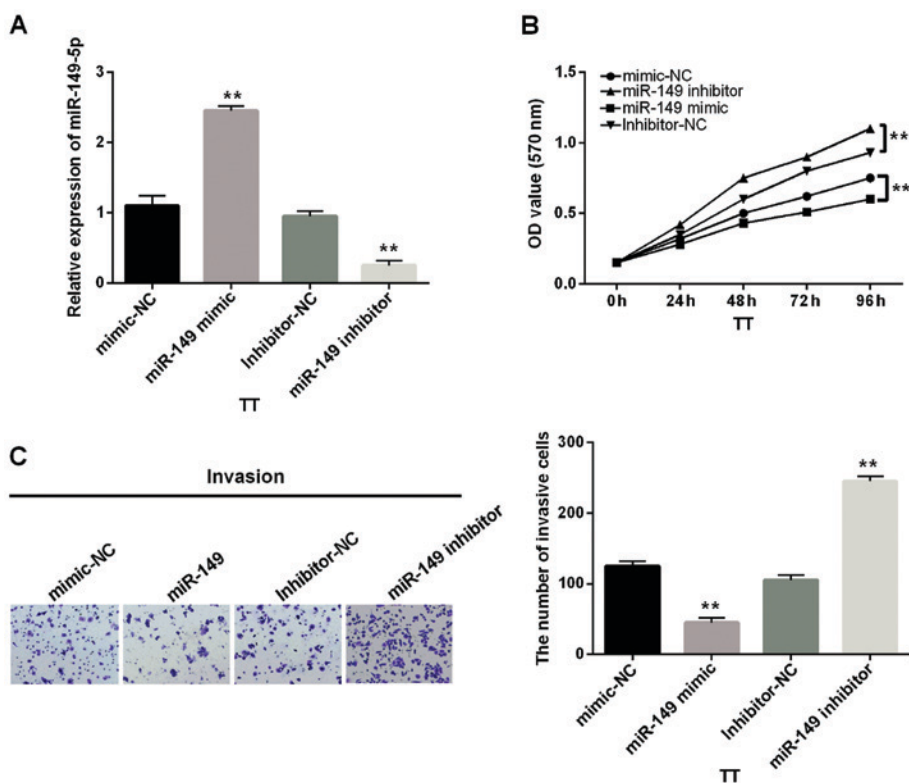 A
Relative expression of miR-149-5p
3
2
1
0
**
**
mimic-NC
miR-149 mimic
Inhibitor-NC
miR-149 inhibitor
TT
B
OD value (570 nm)
1.5
1.0
0.5
0.0
mimic-NC
miR-149 inhibitor
miR-149 mimic
Inhibitor-NC
**
**
0h 24h 48h 72h 96h
TT
C
Invasion
mimic-NC
miR-149
Inhibitor-NC
miR-149 inhibitor
The number of invasive cells
300
200
100
0
**
**
mimic-NC
miR-149 mimic
Inhibitor-NC
miR-149 inhibitor
TT